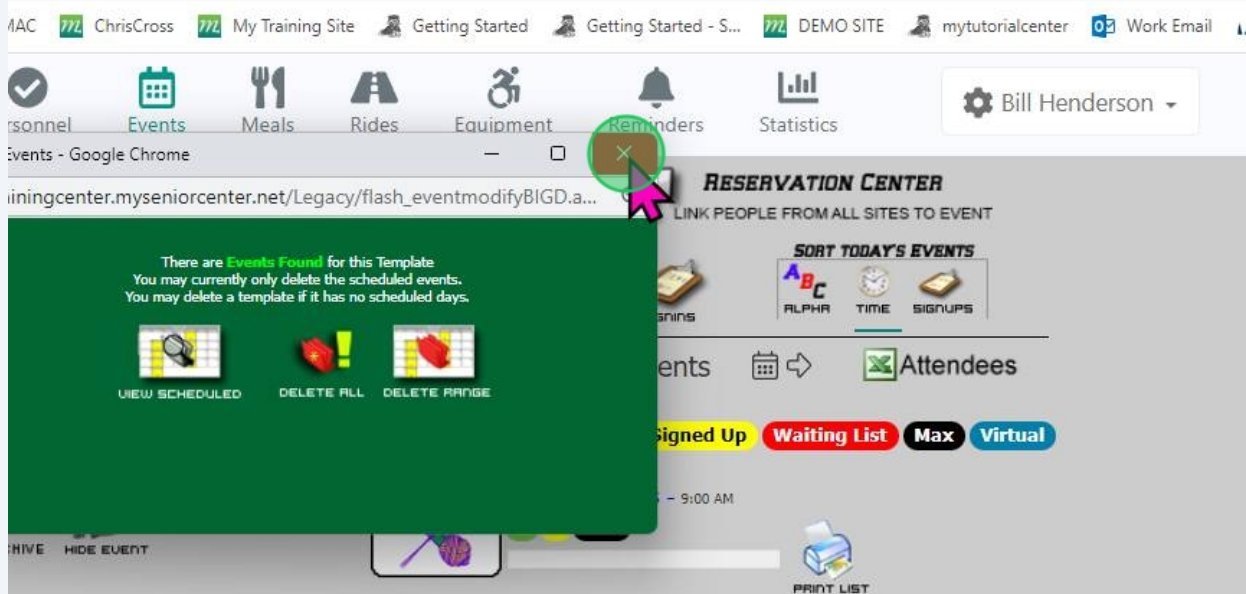 MAC ChrisCross My Training Site Getting Started Getting Started - S... DEMO SITE mytutorialcenter Work Email
rsonnel Events Meals Rides Equipment Reminders Statistics
Bill Henderson
Events - Google Chrome
iningcenter.myseniorcenter.net/Legacy/flash_eventmodifyBIGD.a...
RESERVATION CENTER
LINK PEOPLE FROM ALL SITES TO EVENT
There are Events Found for this Template
You may currently only delete the scheduled events.
You may delete a template if it has no scheduled days.
VIEW SCHEDULED DELETE ALL DELETE RANGE
SORT TODAY'S EVENTS
ABC
SIGNINS ALPHA TIME SIGNUPS
ents Attendees
Signed Up Waiting List Max Virtual
– 9:00 AM
CHIVE HIDE EVENT
PRINT LIST